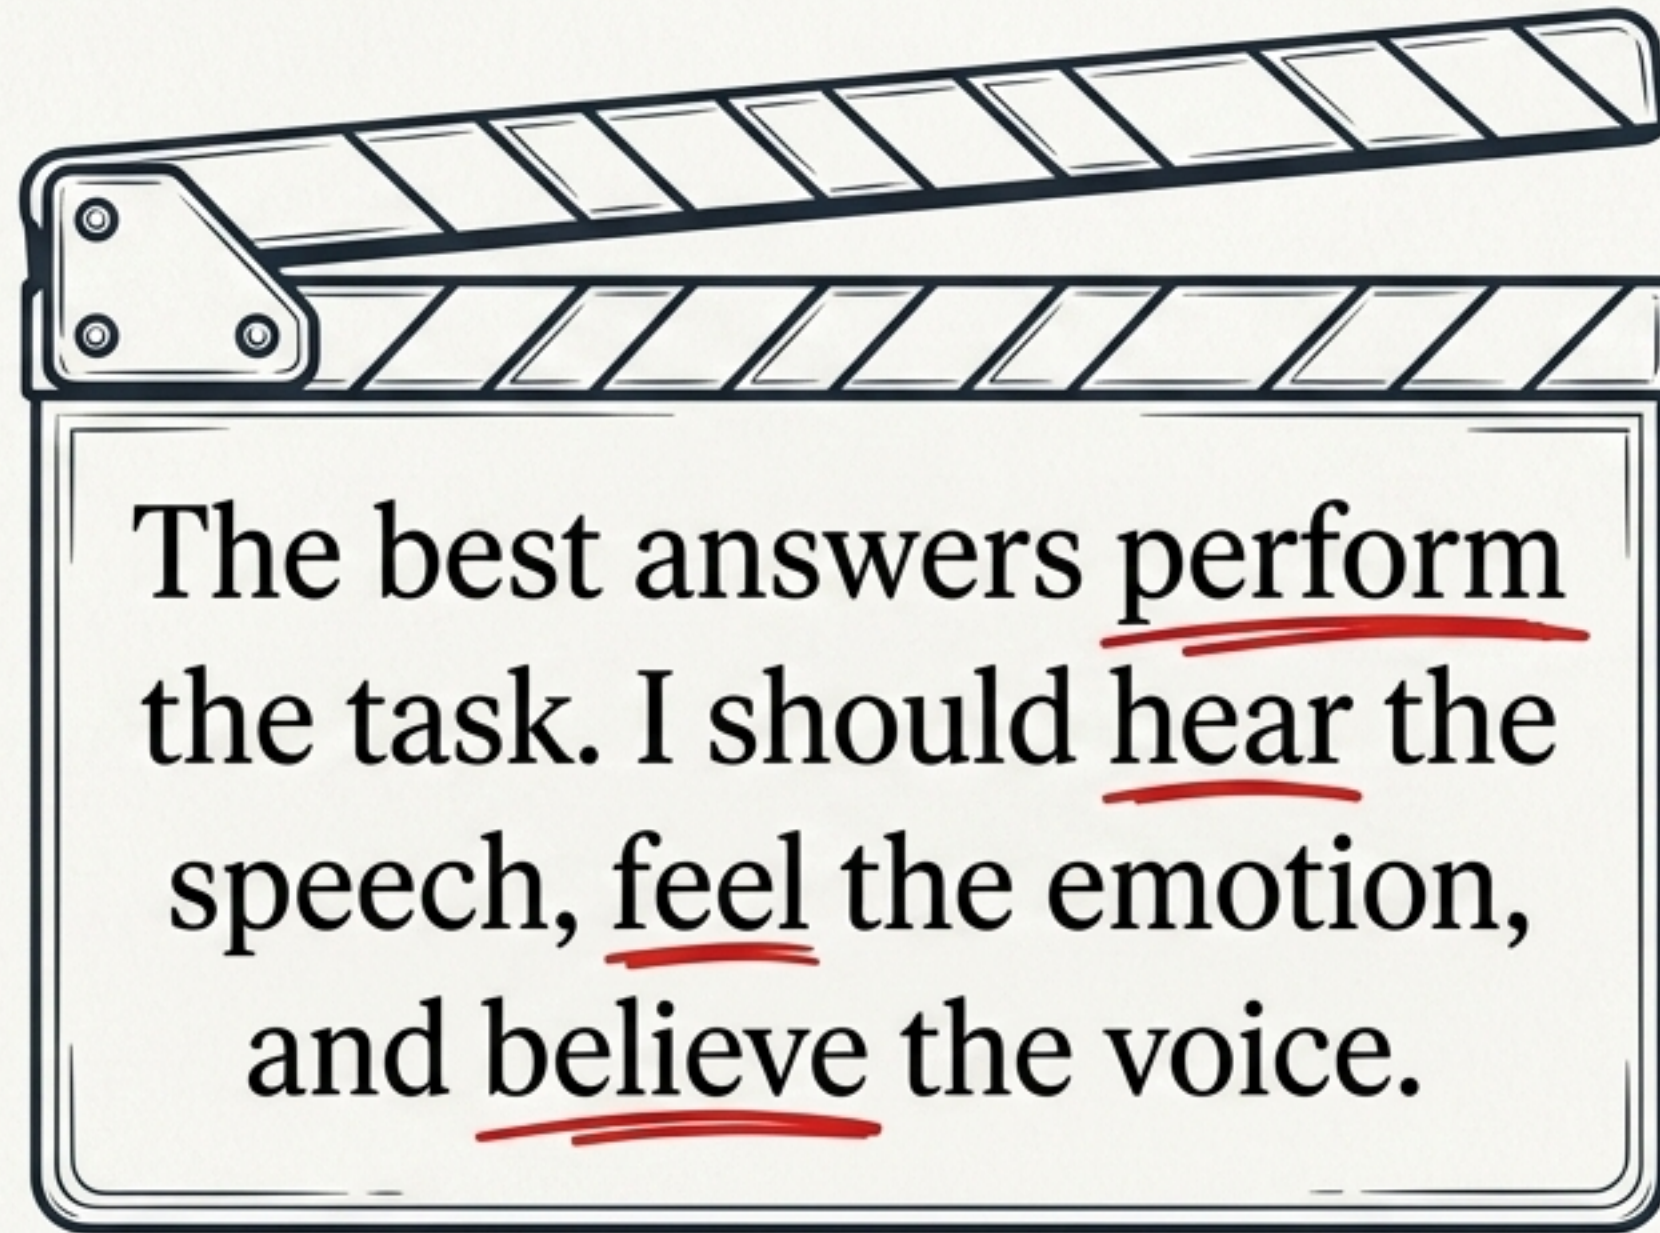 The best answers perform
the task. I should hear the
speech, feel the emotion,
and believe the voice.